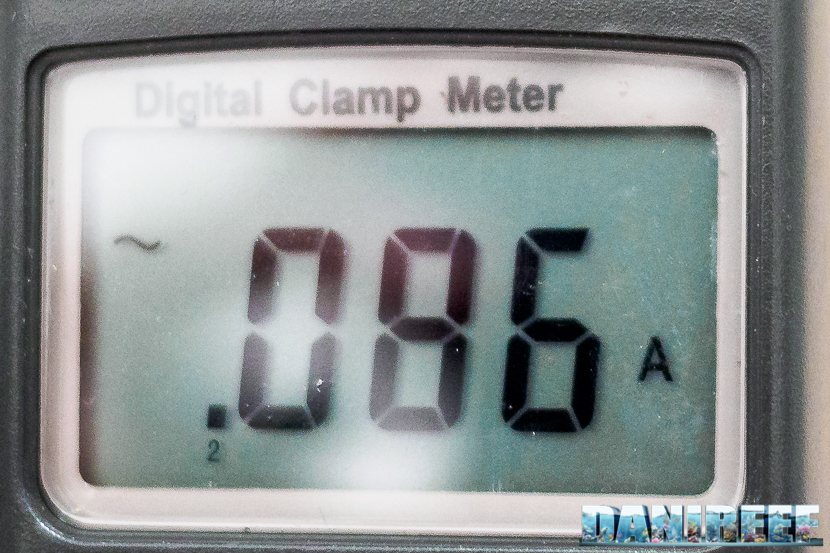 Digital Clamp Meter
~ .086 A
2
DANIREEF